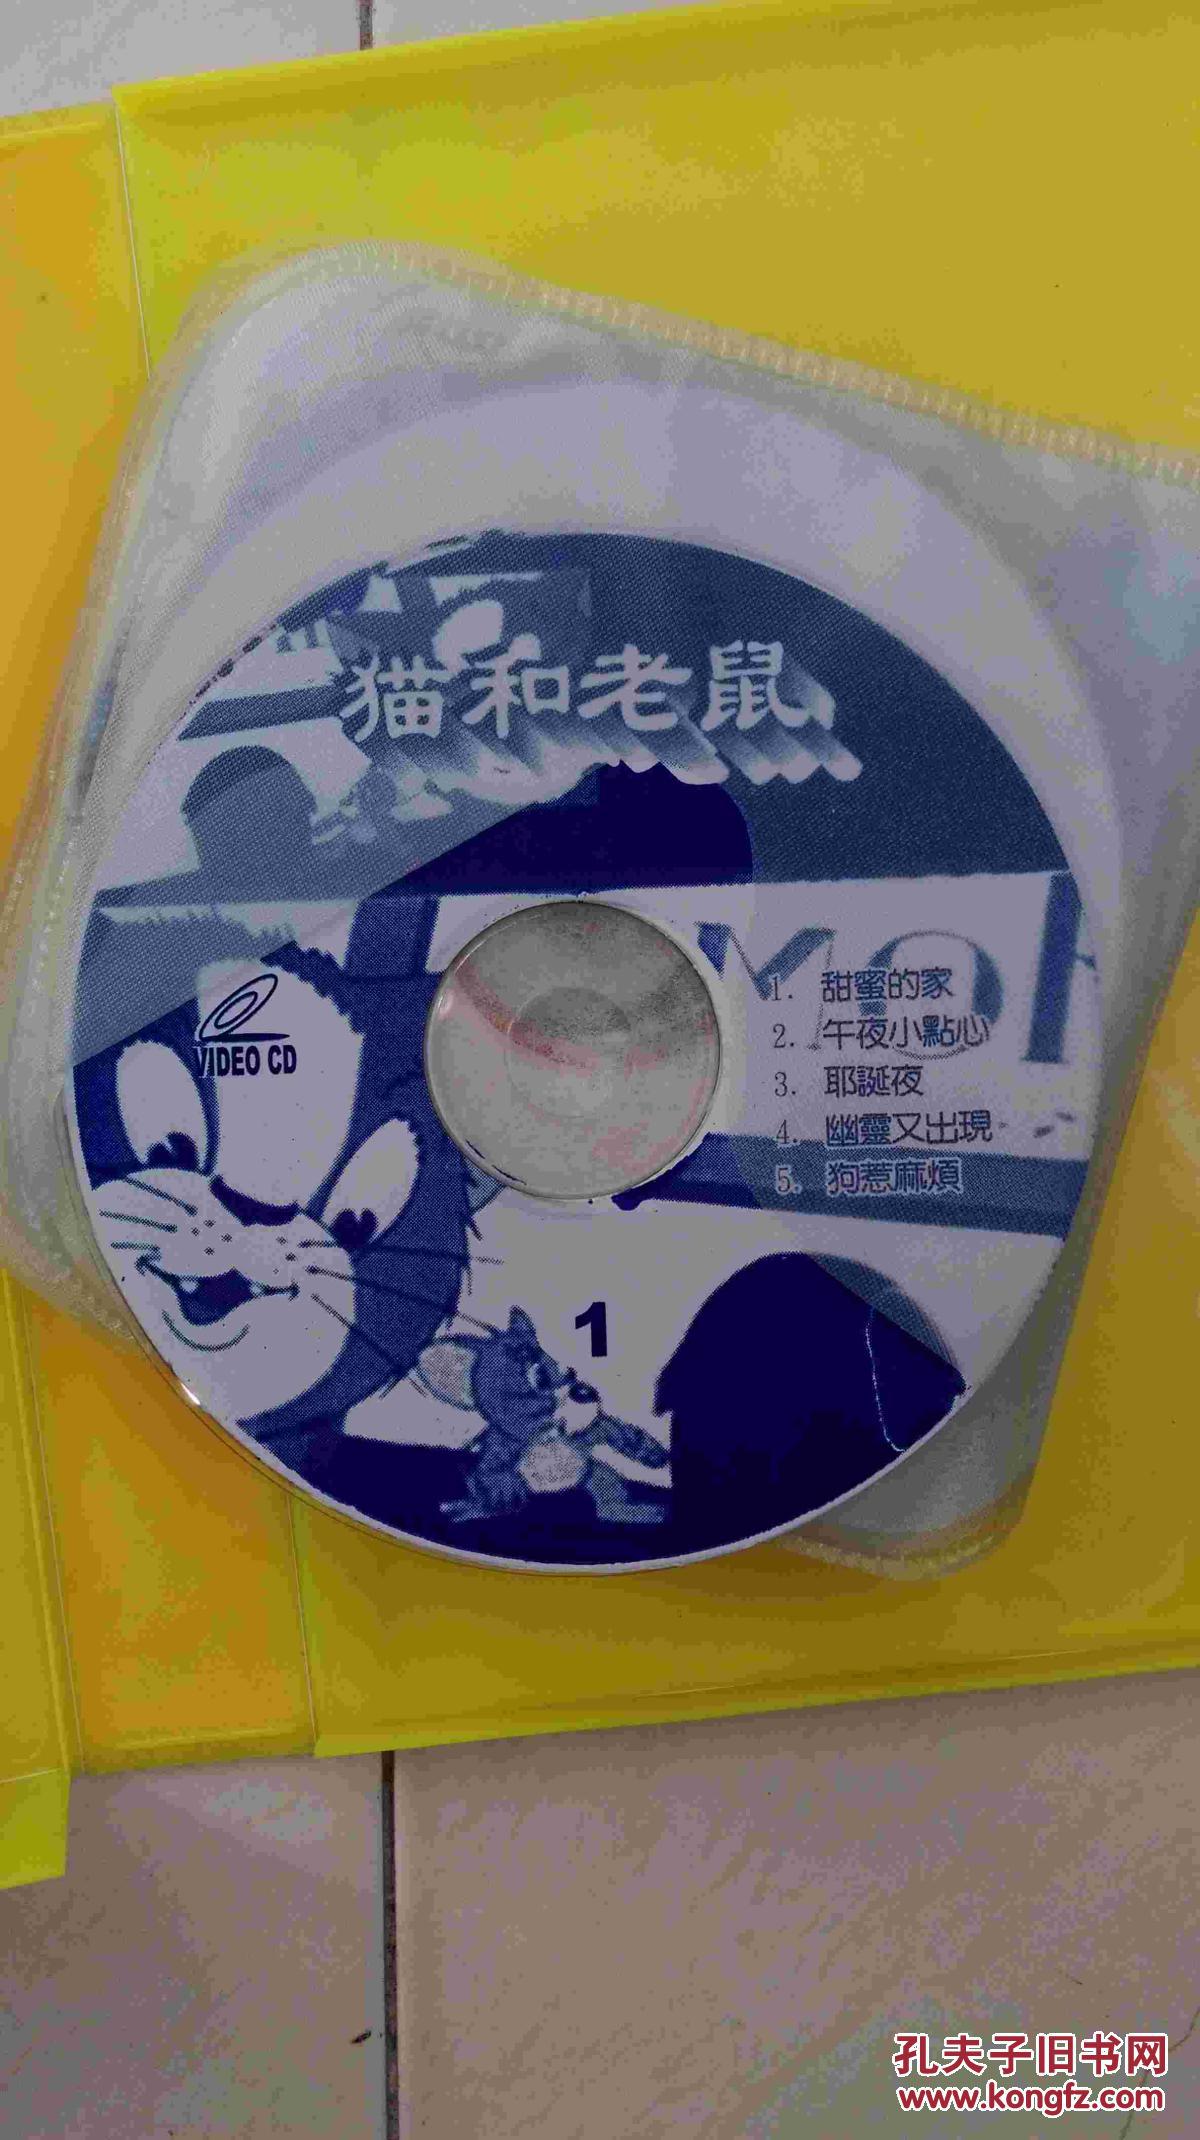 猫和老鼠
MO
1. 甜蜜的家
2. 午夜小點心
3. 耶誕夜
4. 幽靈又出現
5. 狗惹麻煩
VIDEO CD
1
孔夫子旧书网
www.kongfz.com